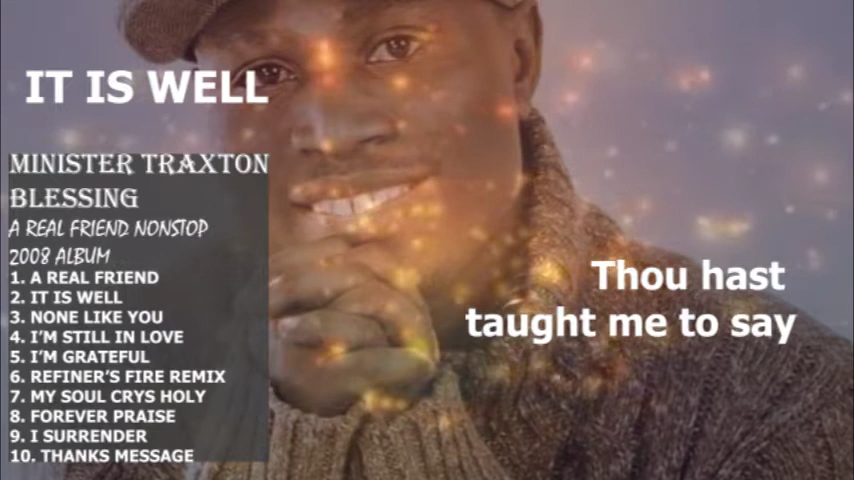 IT IS WELL
MINISTER TRAXTON
BLESSING
A REAL FRIEND NONSTOP
2008 ALBUM
1. A REAL FRIEND
2. IT IS WELL
3. NONE LIKE YOU
4. I'M STILL IN LOVE
5. I'M GRATEFUL
6. REFINER'S FIRE REMIX
7. MY SOUL CRYS HOLY
8. FOREVER PRAISE
9. I SURRENDER
10. THANKS MESSAGE
Thou hast
taught me to say